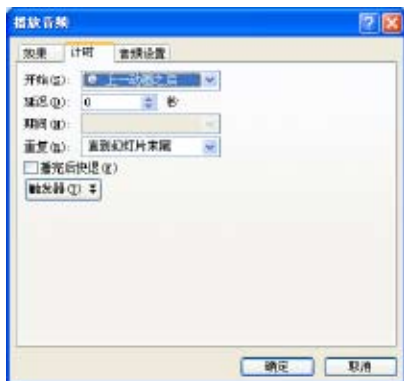 播放音频
效果 计时 音频设置
开始(S): 上一动画之后
延迟(D): 0 秒
期间(N):
重复(R): 直到幻灯片末尾
播完后快退(W)
触发器(T)
确定 取消